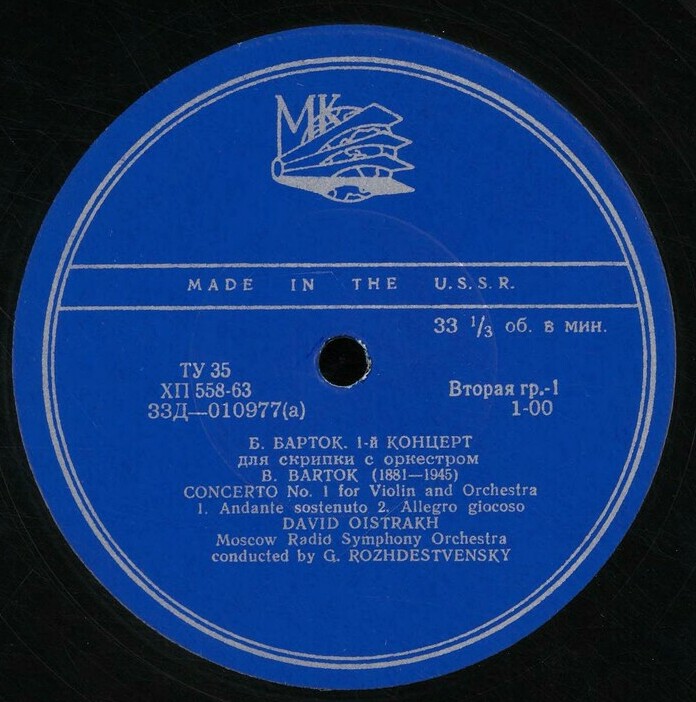 МК
MADE IN THE U.S.S.R.
33 ⅓ об. в мин.
ТУ 35
ХП 558-63
33Д—010977(а)
Вторая гр.-1
1-00
Б. БАРТОК. 1-й КОНЦЕРТ
для скрипки с оркестром
B. BARTOK (1881—1945)
CONCERTO No. 1 for Violin and Orchestra
1. Andante sostenuto 2. Allegro giocoso
DAVID OISTRAKH
Moscow Radio Symphony Orchestra
conducted by G. ROZHDESTVENSKY